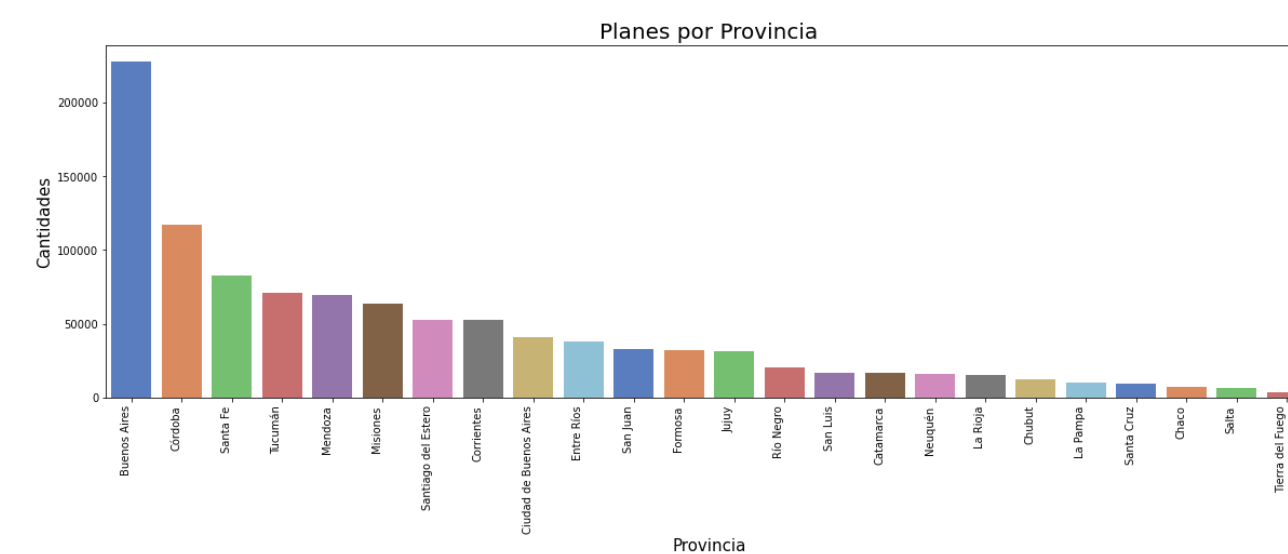 Planes por Provincia
Cantidades
200000
150000
100000
50000
0
Buenos Aires
Córdoba
Santa Fe
Tucumán
Mendoza
Misiones
Santiago del Estero
Corrientes
Ciudad de Buenos Aires
Entre Ríos
San Juan
Formosa
Jujuy
Río Negro
San Luis
Catamarca
Neuquén
La Rioja
Chubut
La Pampa
Santa Cruz
Chaco
Salta
Tierra del Fuego
Provincia